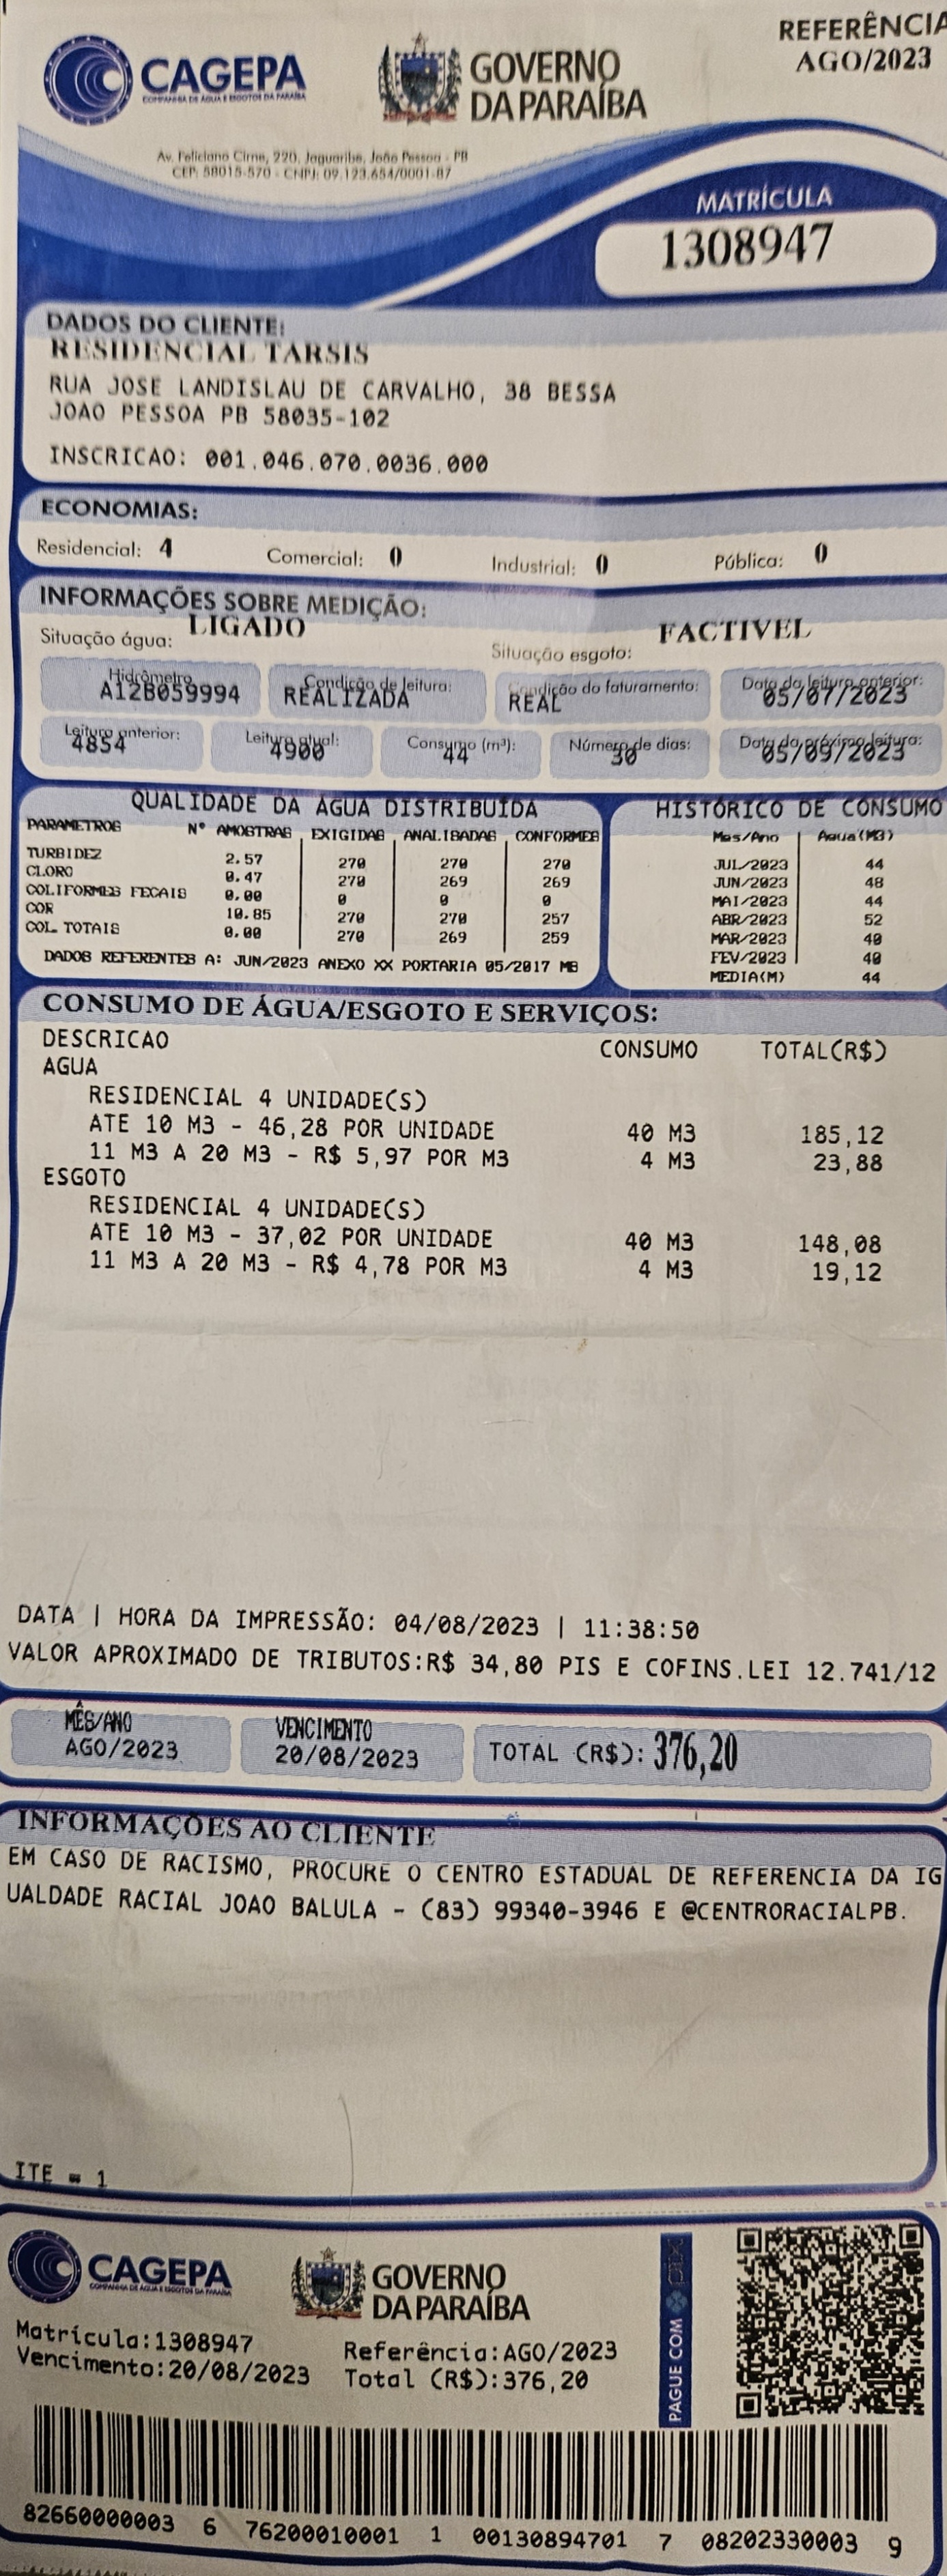 REFERÊNCIA
AGO/2023
CAGEPA
COMPANHIA DE ÁGUA E ESGOTOS DA PARAÍBA
GOVERNO
DA PARAÍBA
Av. Feliciano Cirne, 220, Jaguaribe, João Pessoa - PB
CEP: 58015-570 - CNPJ: 09.123.654/0001-87
MATRÍCULA
1308947
DADOS DO CLIENTE:
RESIDENCIAL TARSIS
RUA JOSE LANDISLAU DE CARVALHO, 38 BESSA
JOAO PESSOA PB 58035-102
INSCRICAO: 001.046.070.0036.000
ECONOMIAS:
Residencial: 4 Comercial: 0 Industrial: 0 Pública: 0
INFORMAÇÕES SOBRE MEDIÇÃO:
Situação água: LIGADO Situação esgoto: FACTIVEL
Hidrômetro Condição de leitura: Condição do faturamento: Data da leitura anterior:
A12B059994 REALIZADA REAL 05/07/2023
Leitura anterior: Leitura atual: Consumo (m³): Número de dias: Data da próxima leitura:
4854 4900 44 30 05/09/2023
QUALIDADE DA ÁGUA DISTRIBUÍDA
PARAMETROS Nº AMOSTRAS EXIGIDAS ANALISADAS CONFORMES
TURBIDEZ 2.57 270 270 270
CLORO 0.47 270 269 269
COLIFORMES FECAIS 0.00 0 0 0
COR 10.85 270 270 257
COL. TOTAIS 0.00 270 269 259
DADOS REFERENTES A: JUN/2023 ANEXO XX PORTARIA 05/2017 MS
HISTÓRICO DE CONSUMO
Mes/Ano Agua(M3)
JUL/2023 44
JUN/2023 48
MAI/2023 44
ABR/2023 52
MAR/2023 40
FEV/2023 40
MEDIA(M) 44
CONSUMO DE ÁGUA/ESGOTO E SERVIÇOS:
DESCRICAO CONSUMO TOTAL(R$)
AGUA
RESIDENCIAL 4 UNIDADE(S)
ATE 10 M3 - 46,28 POR UNIDADE 40 M3 185,12
11 M3 A 20 M3 - R$ 5,97 POR M3 4 M3 23,88
ESGOTO
RESIDENCIAL 4 UNIDADE(S)
ATE 10 M3 - 37,02 POR UNIDADE 40 M3 148,08
11 M3 A 20 M3 - R$ 4,78 POR M3 4 M3 19,12
DATA | HORA DA IMPRESSÃO: 04/08/2023 | 11:38:50
VALOR APROXIMADO DE TRIBUTOS:R$ 34,80 PIS E COFINS.LEI 12.741/12
MÊS/ANO VENCIMENTO
AGO/2023 20/08/2023 TOTAL (R$): 376,20
INFORMAÇÕES AO CLIENTE
EM CASO DE RACISMO, PROCURE O CENTRO ESTADUAL DE REFERENCIA DA IG
UALDADE RACIAL JOAO BALULA - (83) 99340-3946 E @CENTRORACIALPB.
ITE = 1
CAGEPA
COMPANHIA DE ÁGUA E ESGOTOS DA PARAÍBA
GOVERNO
DA PARAÍBA
PAGUE COM pix
Matrícula:1308947 Referência:AGO/2023
Vencimento:20/08/2023 Total (R$):376,20
82660000003 6 76200010001 1 00130894701 7 08202330003 9